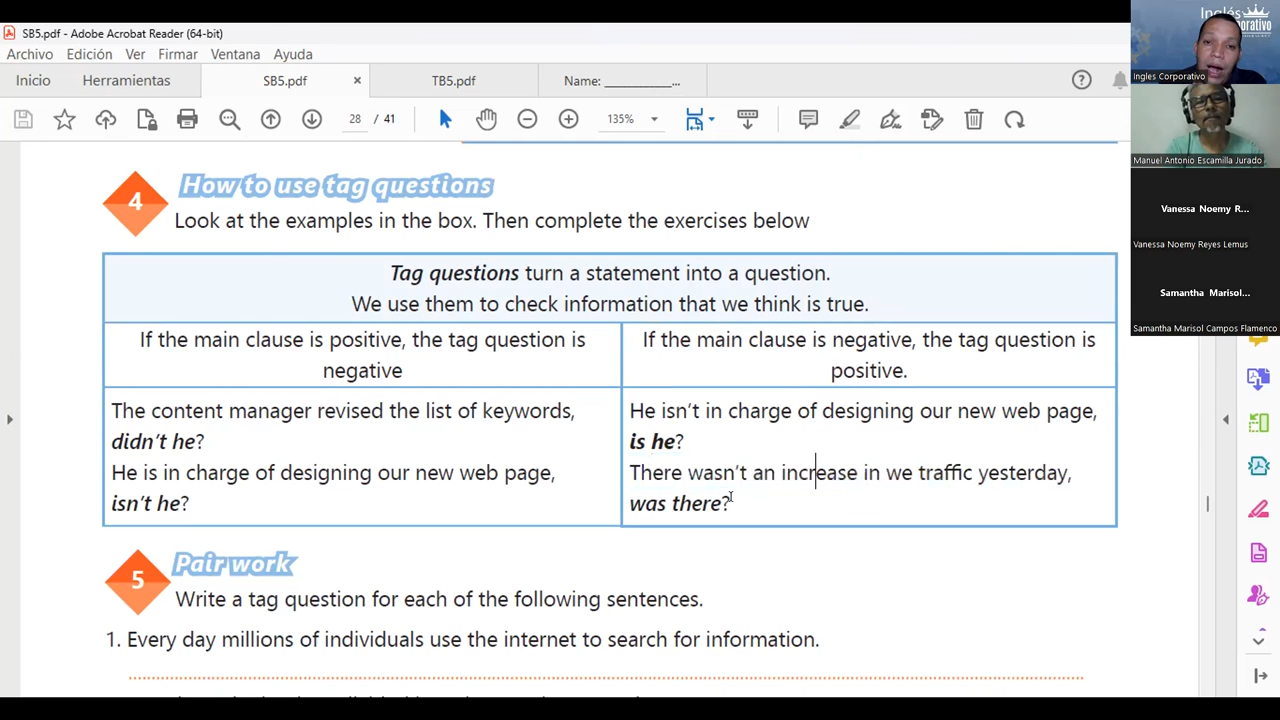 SB5.pdf - Adobe Acrobat Reader (64-bit)
Archivo Edición Ver Firmar Ventana Ayuda
Inicio Herramientas SB5.pdf × TB5.pdf Name: ____________...
28 / 41 135%
4 How to use tag questions
Look at the examples in the box. Then complete the exercises below
Tag questions turn a statement into a question.
We use them to check information that we think is true.
If the main clause is positive, the tag question is
negative
If the main clause is negative, the tag question is
positive.
The content manager revised the list of keywords,
didn't he?
He is in charge of designing our new web page,
isn't he?
He isn't in charge of designing our new web page,
is he?
There wasn't an increase in we traffic yesterday,
was there?
5 Pair work
Write a tag question for each of the following sentences.
1. Every day millions of individuals use the internet to search for information.
Inglés
Ingles Corporativo
Manuel Antonio Escamilla Jurado
Vanessa Noemy R...
Vanessa Noemy Reyes Lemus
Samantha Marisol...
Samantha Marisol Campos Flamenco